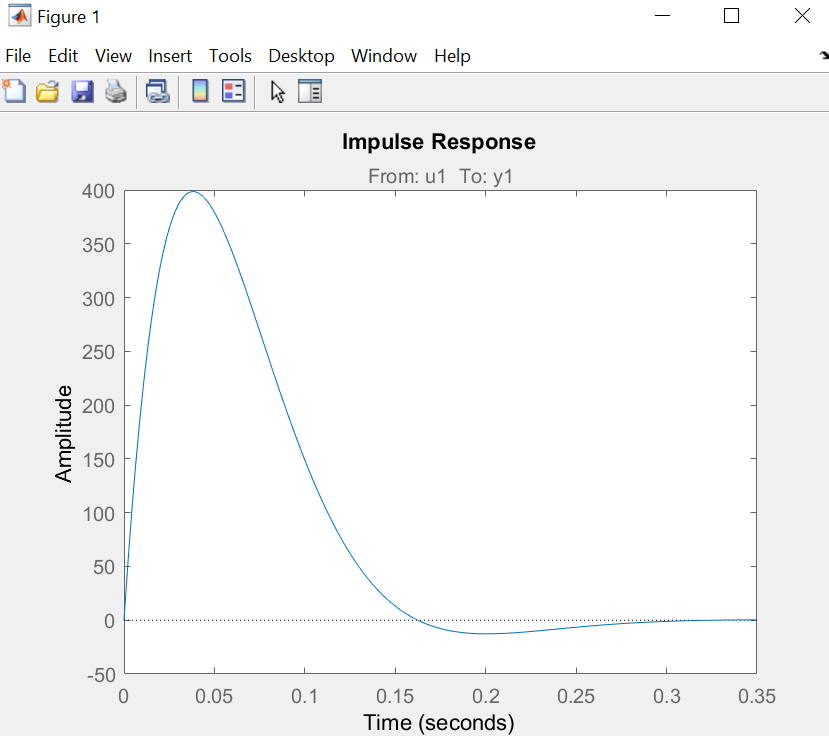 Figure 1
File Edit View Insert Tools Desktop Window Help
Impulse Response
From: u1 To: y1
400
350
300
250
200
150
100
50
0
-50
Amplitude
0 0.05 0.1 0.15 0.2 0.25 0.3 0.35
Time (seconds)